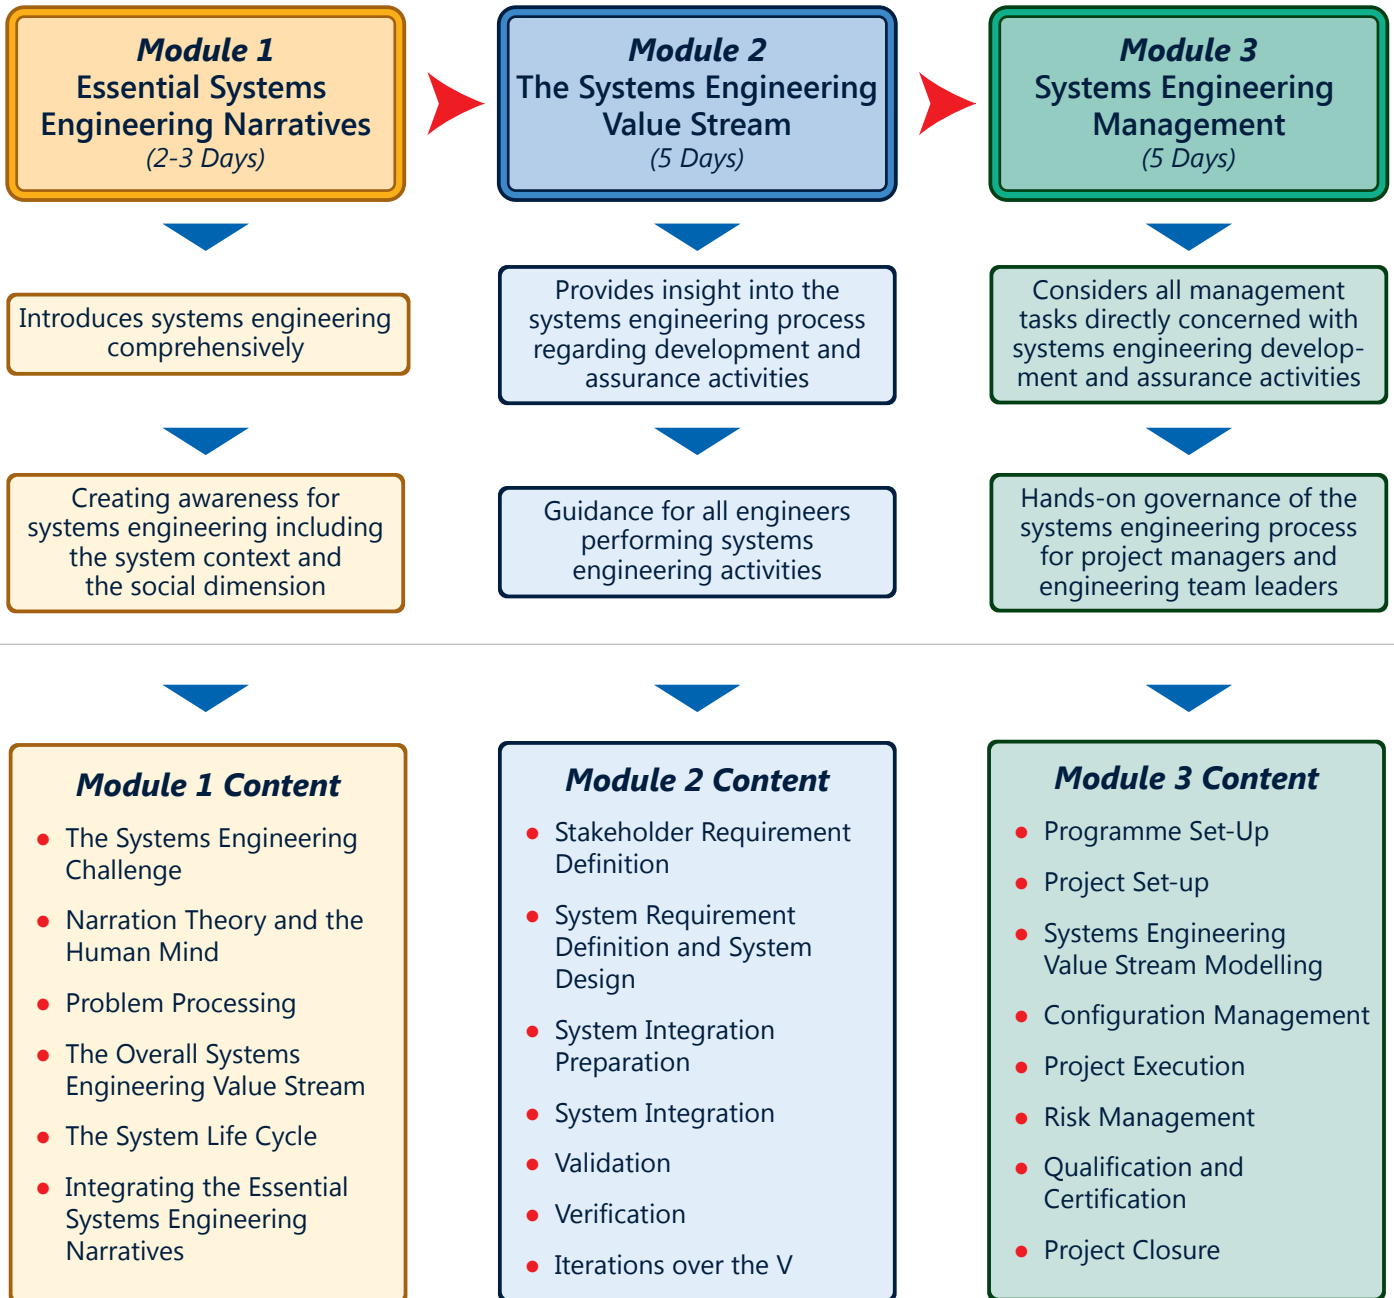 Module 1
Essential Systems
Engineering Narratives
(2-3 Days)
Module 2
The Systems Engineering
Value Stream
(5 Days)
Module 3
Systems Engineering
Management
(5 Days)
Introduces systems engineering
comprehensively
Provides insight into the
systems engineering process
regarding development and
assurance activities
Considers all management
tasks directly concerned with
systems engineering develop-
ment and assurance activities
Creating awareness for
systems engineering including
the system context and
the social dimension
Guidance for all engineers
performing systems
engineering activities
Hands-on governance of the
systems engineering process
for project managers and
engineering team leaders
Module 1 Content
• The Systems Engineering
Challenge
• Narration Theory and the
Human Mind
• Problem Processing
• The Overall Systems
Engineering Value Stream
• The System Life Cycle
• Integrating the Essential
Systems Engineering
Narratives
Module 2 Content
• Stakeholder Requirement
Definition
• System Requirement
Definition and System
Design
• System Integration
Preparation
• System Integration
• Validation
• Verification
• Iterations over the V
Module 3 Content
• Programme Set-Up
• Project Set-up
• Systems Engineering
Value Stream Modelling
• Configuration Management
• Project Execution
• Risk Management
• Qualification and
Certification
• Project Closure